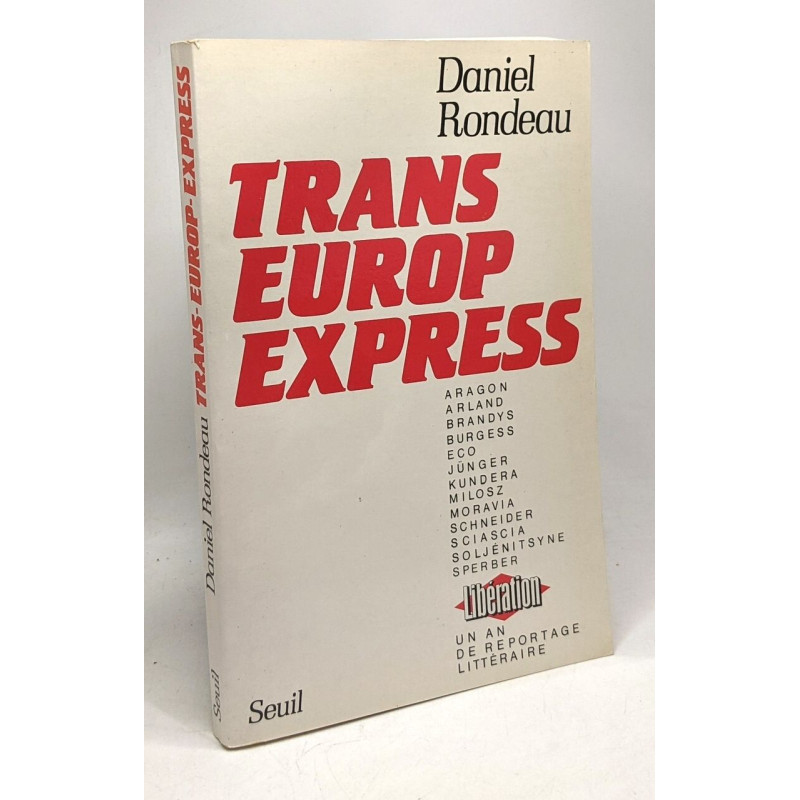 Daniel
Rondeau
TRANS
EUROP
EXPRESS
ARAGON
ARLAND
BRANDYS
BURGESS
ECO
JÜNGER
KUNDERA
MILOSZ
MORAVIA
SCHNEIDER
SCIASCIA
SOLJÉNITSYNE
SPERBER
Libération
UN AN
DE REPORTAGE
LITTÉRAIRE
Seuil
Seuil Daniel Rondeau TRANS-EUROP-EXPRESS